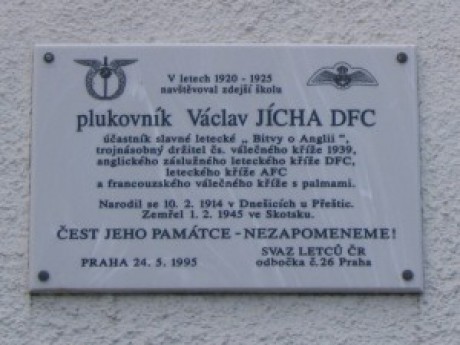 V letech 1920 - 1925
navštěvoval zdejší školu
plukovník Václav JÍCHA DFC
účastník slavné letecké „ Bitvy o Anglii ",
trojnásobný držitel čs. válečného kříže 1939,
anglického záslužného leteckého kříže DFC,
leteckého kříže AFC
a francouzského válečného kříže s palmami.
Narodil se 10. 2. 1914 v Dnešicích u Přeštic.
Zemřel 1. 2. 1945 ve Skotsku.
ČEST JEHO PAMÁTCE - NEZAPOMENEME!
PRAHA 24. 5. 1995
SVAZ LETCŮ ČR
odbočka č.26 Praha